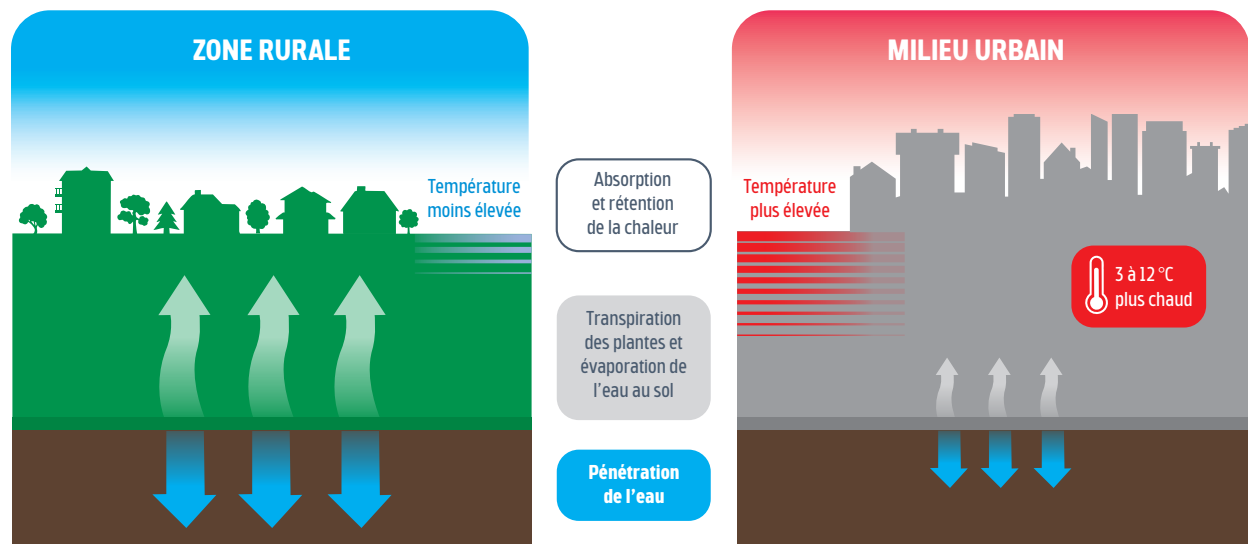 ZONE RURALE
Température
moins élevée
Absorption
et rétention
de la chaleur
Transpiration
des plantes et
évaporation de
l'eau au sol
Pénétration
de l'eau
MILIEU URBAIN
Température
plus élevée
3 à 12 °C
plus chaud